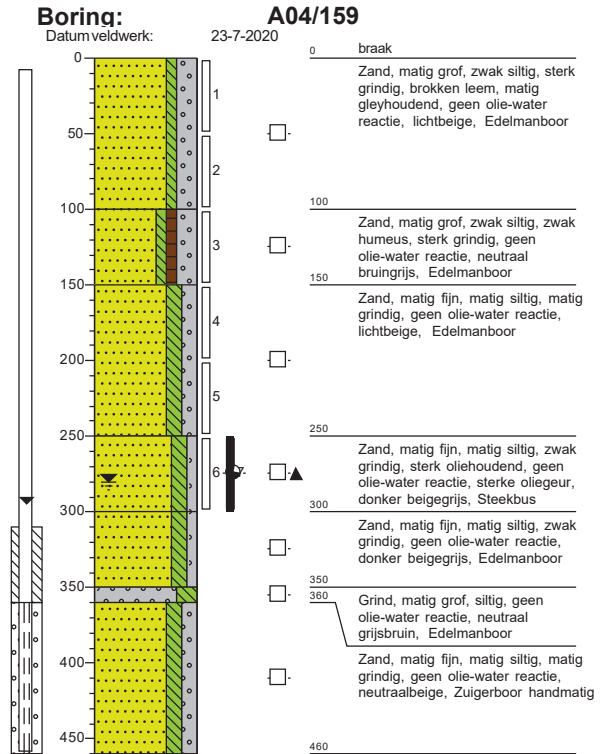 Boring: A04/159
Datum veldwerk: 23-7-2020
0
50
100
150
200
250
300
350
400
450
1
2
3
4
5
6 7
0 braak
Zand, matig grof, zwak siltig, sterk
grindig, brokken leem, matig
gleyhoudend, geen olie-water
reactie, lichtbeige, Edelmanboor
100
Zand, matig grof, zwak siltig, zwak
humeus, sterk grindig, geen
olie-water reactie, neutraal
bruingrijs, Edelmanboor
150
Zand, matig fijn, matig siltig, matig
grindig, geen olie-water reactie,
lichtbeige, Edelmanboor
250
Zand, matig fijn, matig siltig, zwak
grindig, sterk oliehoudend, geen
olie-water reactie, sterke oliegeur,
donker beigegrijs, Steekbus
300
Zand, matig fijn, matig siltig, zwak
grindig, geen olie-water reactie,
donker beigegrijs, Edelmanboor
350
360
Grind, matig grof, siltig, geen
olie-water reactie, neutraal
grijsbruin, Edelmanboor
Zand, matig fijn, matig siltig, matig
grindig, geen olie-water reactie,
neutraalbeige, Zuigerboor handmatig
460